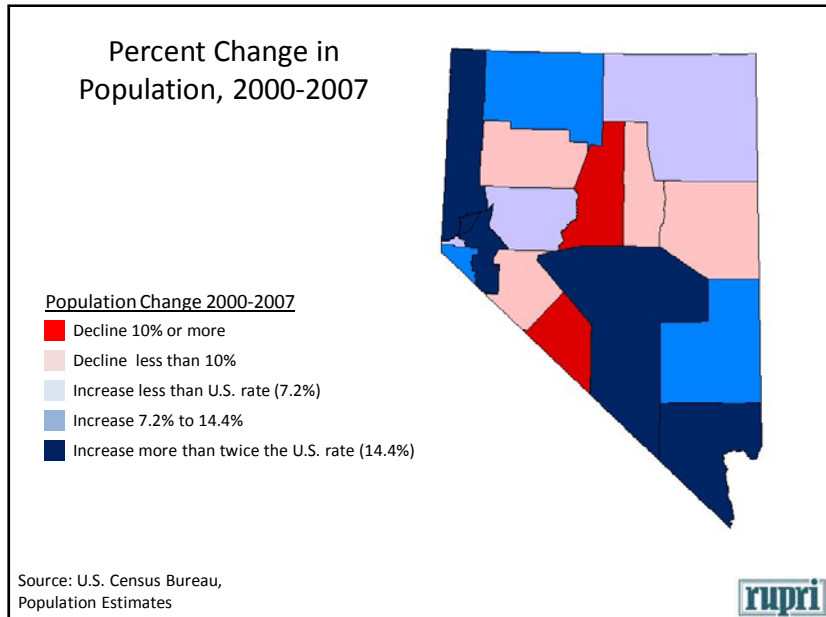 Percent Change in
Population, 2000-2007
Population Change 2000-2007
Decline 10% or more
Decline less than 10%
Increase less than U.S. rate (7.2%)
Increase 7.2% to 14.4%
Increase more than twice the U.S. rate (14.4%)
Source: U.S. Census Bureau,
Population Estimates
rupri